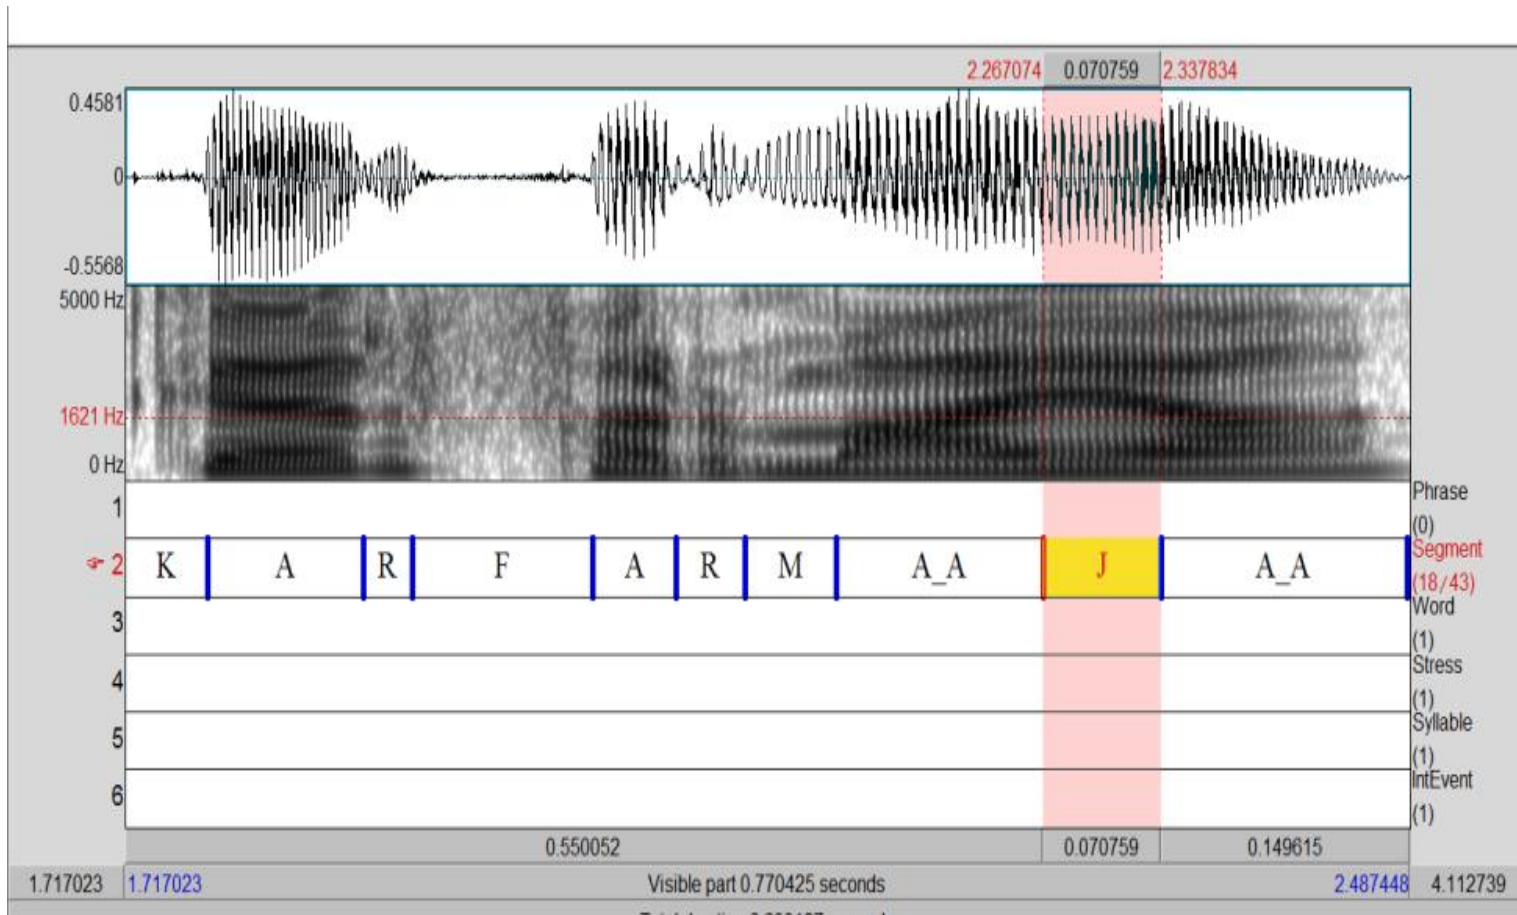 2.267074 0.070759 2.337834
0.4581
0
-0.5568
5000 Hz
1621 Hz
0 Hz
1 Phrase
(0)
2 K A R F A R M A_A J A_A Segment
(18/43)
3 Word
(1)
4 Stress
(1)
5 Syllable
(1)
6 IntEvent
(1)
0.550052 0.070759 0.149615
1.717023 1.717023 Visible part 0.770425 seconds 2.487448 4.112739